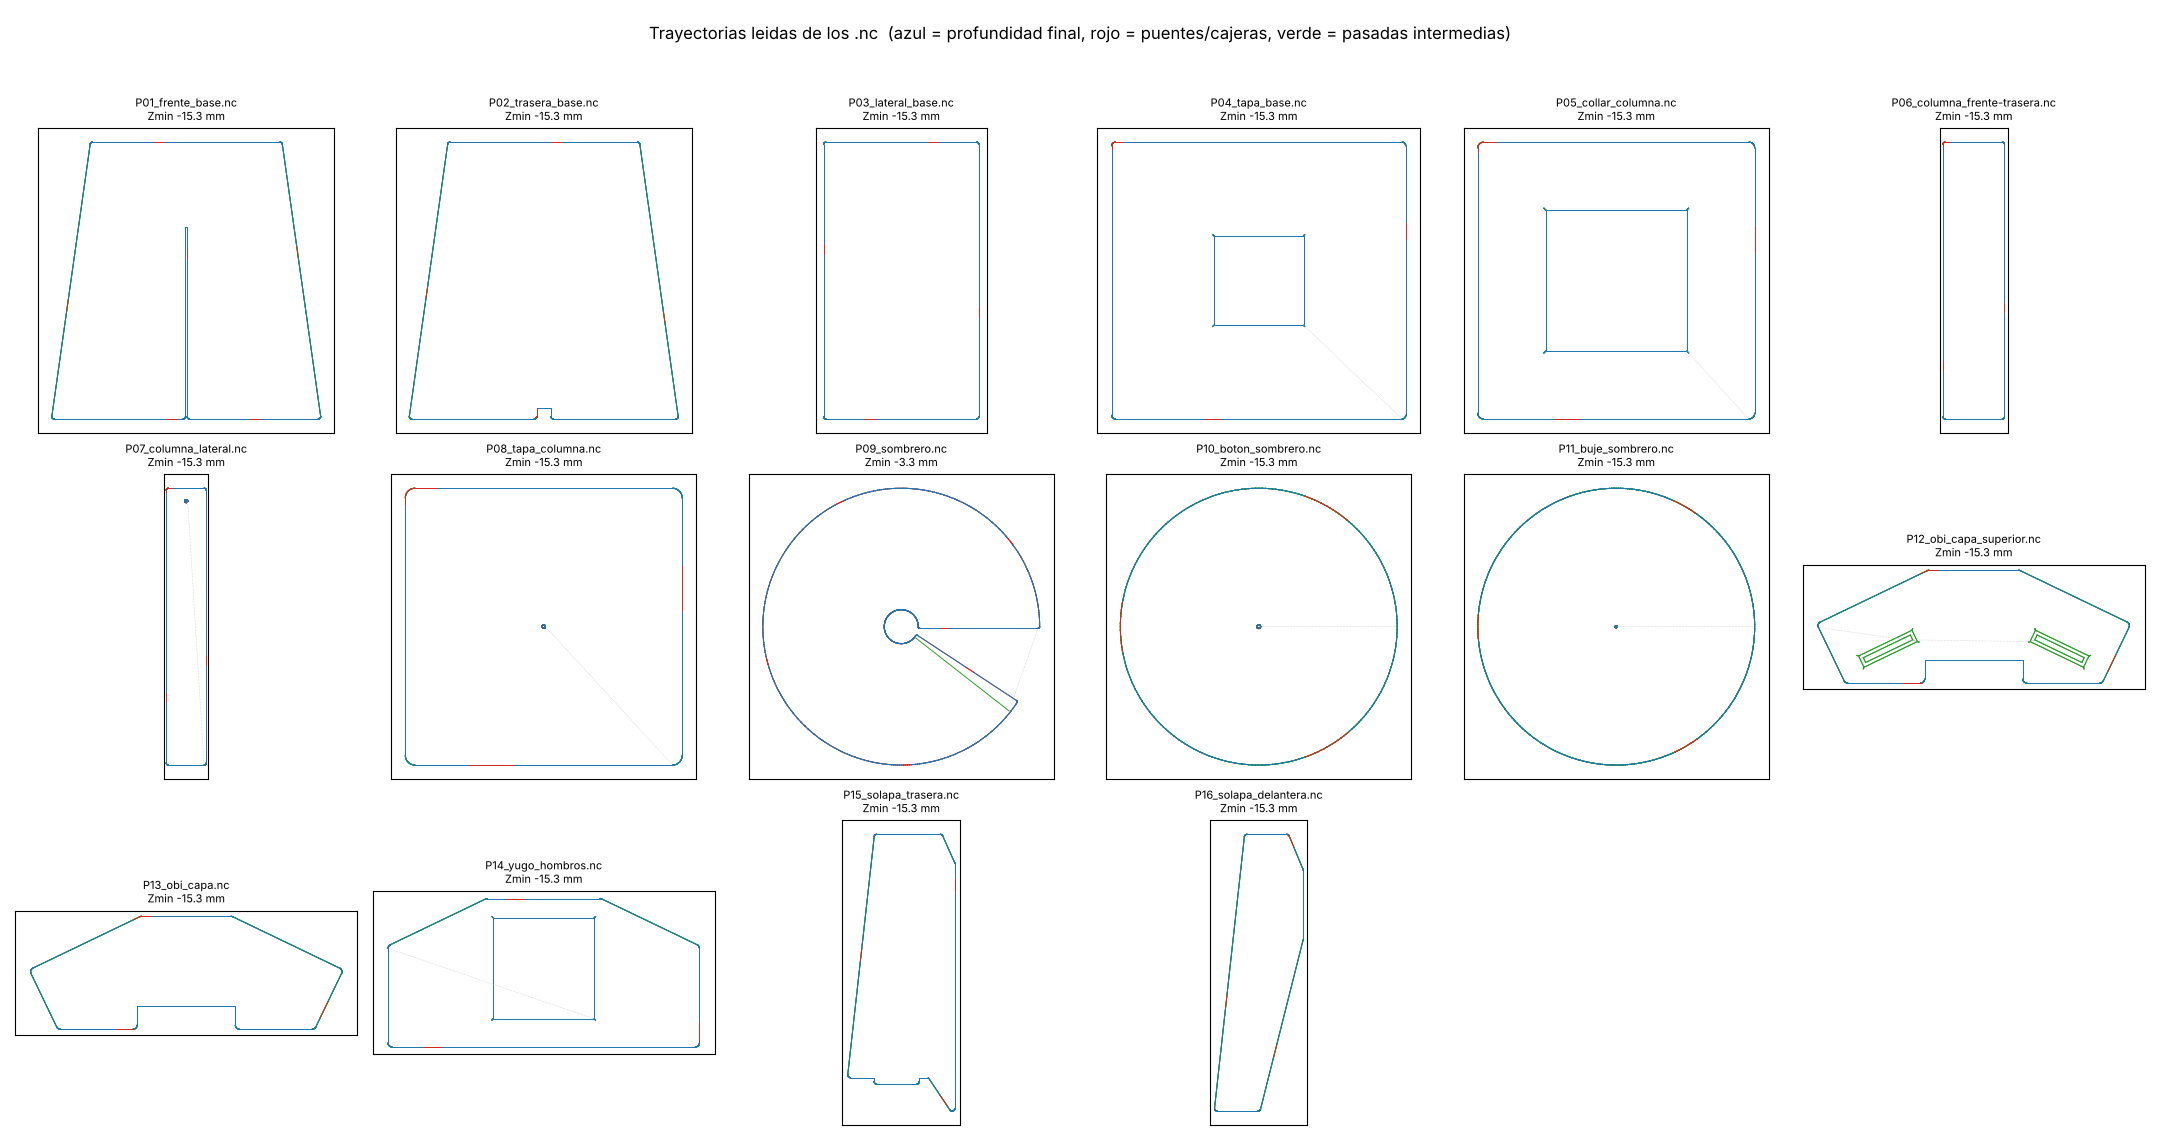 Trayectorias leidas de los .nc  (azul = profundidad final, rojo = puentes/cajeras, verde = pasadas intermedias)
P01_frente_base.nc
Zmin -15.3 mm
P02_trasera_base.nc
Zmin -15.3 mm
P03_lateral_base.nc
Zmin -15.3 mm
P04_tapa_base.nc
Zmin -15.3 mm
P05_collar_columna.nc
Zmin -15.3 mm
P06_columna_frente-trasera.nc
Zmin -15.3 mm
P07_columna_lateral.nc
Zmin -15.3 mm
P08_tapa_columna.nc
Zmin -15.3 mm
P09_sombrero.nc
Zmin -3.3 mm
P10_boton_sombrero.nc
Zmin -15.3 mm
P11_buje_sombrero.nc
Zmin -15.3 mm
P12_obi_capa_superior.nc
Zmin -15.3 mm
P13_obi_capa.nc
Zmin -15.3 mm
P14_yugo_hombros.nc
Zmin -15.3 mm
P15_solapa_trasera.nc
Zmin -15.3 mm
P16_solapa_delantera.nc
Zmin -15.3 mm